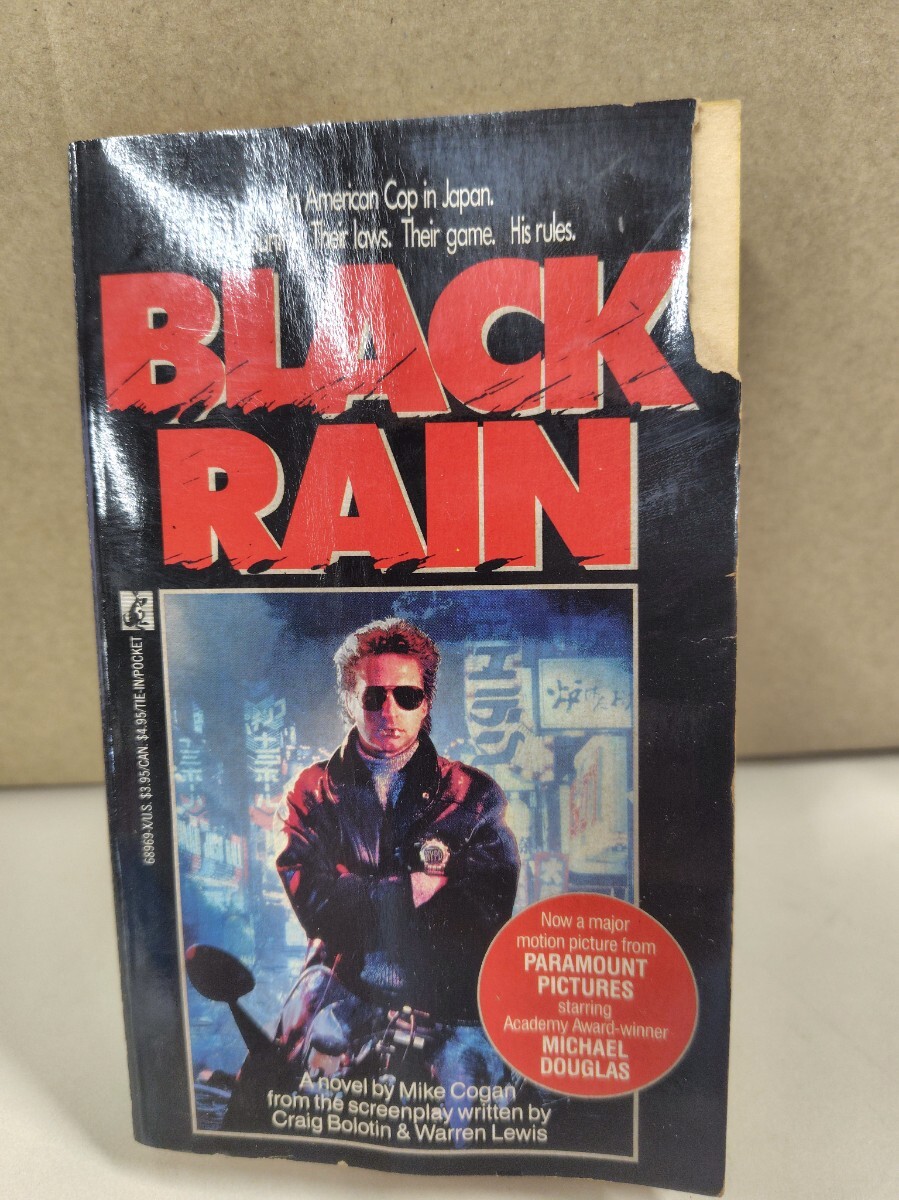 An American Cop in Japan.
Their laws. Their game. His rules.
BLACK
RAIN
68969-X/U.S. $3.95/CAN. $4.95/TIE-IN/POCKET
Now a major
motion picture from
PARAMOUNT
PICTURES
starring
Academy Award-winner
MICHAEL
DOUGLAS
A novel by Mike Cogan
from the screenplay written by
Craig Bolotin & Warren Lewis